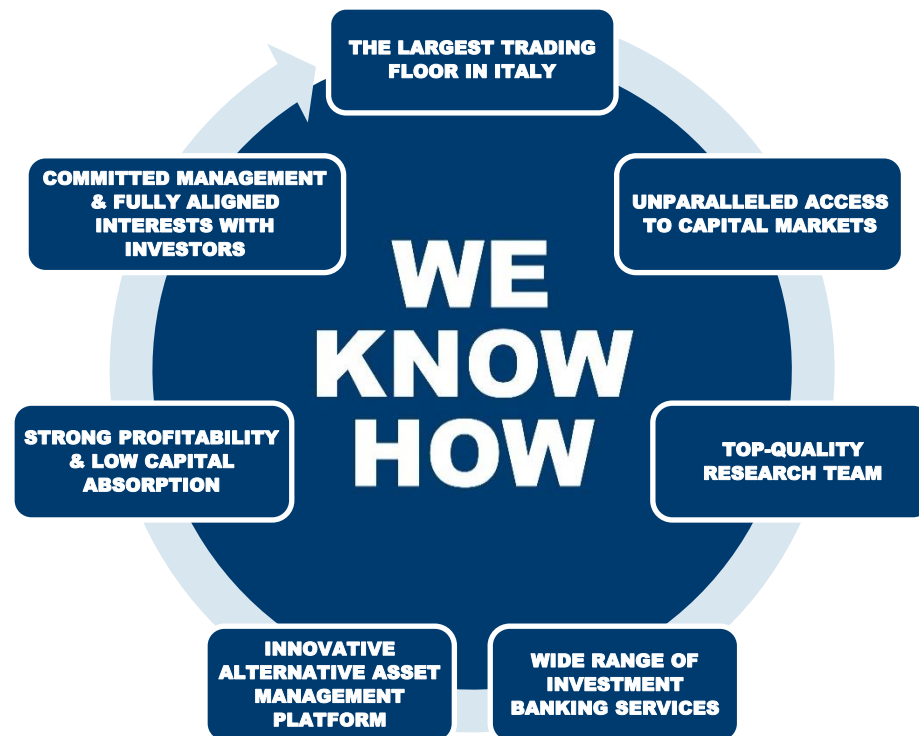 THE LARGEST TRADING
FLOOR IN ITALY
UNPARALLELED ACCESS
TO CAPITAL MARKETS
TOP-QUALITY
RESEARCH TEAM
WIDE RANGE OF
INVESTMENT
BANKING SERVICES
INNOVATIVE
ALTERNATIVE ASSET
MANAGEMENT
PLATFORM
STRONG PROFITABILITY
& LOW CAPITAL
ABSORPTION
COMMITTED MANAGEMENT
& FULLY ALIGNED
INTERESTS WITH
INVESTORS
WE
KNOW
HOW